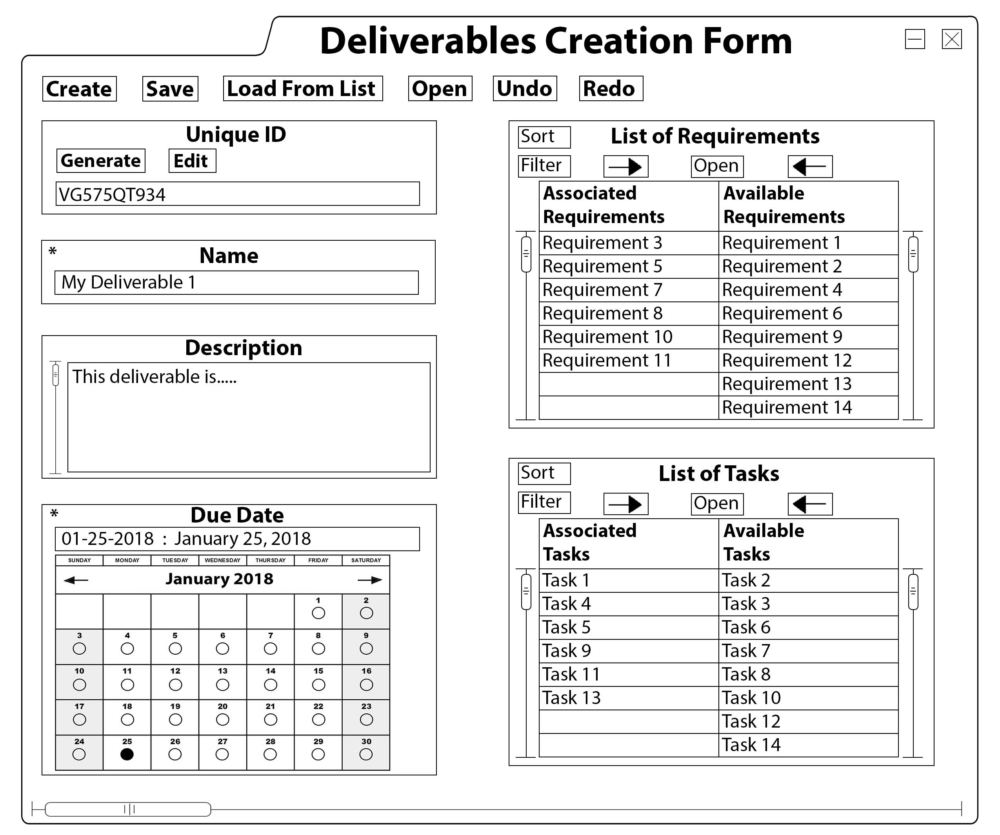 Deliverables Creation Form
Create Save Load From List Open Undo Redo
Unique ID
Generate Edit
VG575QT934
* Name
My Deliverable 1
Description
This deliverable is.....
* Due Date
01-25-2018 : January 25, 2018
SUNDAY MONDAY TUESDAY WEDNESDAY THURSDAY FRIDAY SATURDAY
January 2018
1 2
3 4 5 6 7 8 9
10 11 12 13 14 15 16
17 18 19 20 21 22 23
24 25 26 27 28 29 30
Sort List of Requirements
Filter Open
Associated Available
Requirements Requirements
Requirement 3 Requirement 1
Requirement 5 Requirement 2
Requirement 7 Requirement 4
Requirement 8 Requirement 6
Requirement 10 Requirement 9
Requirement 11 Requirement 12
Requirement 13
Requirement 14
Sort List of Tasks
Filter Open
Associated Available
Tasks Tasks
Task 1 Task 2
Task 4 Task 3
Task 5 Task 6
Task 9 Task 7
Task 11 Task 8
Task 13 Task 10
Task 12
Task 14